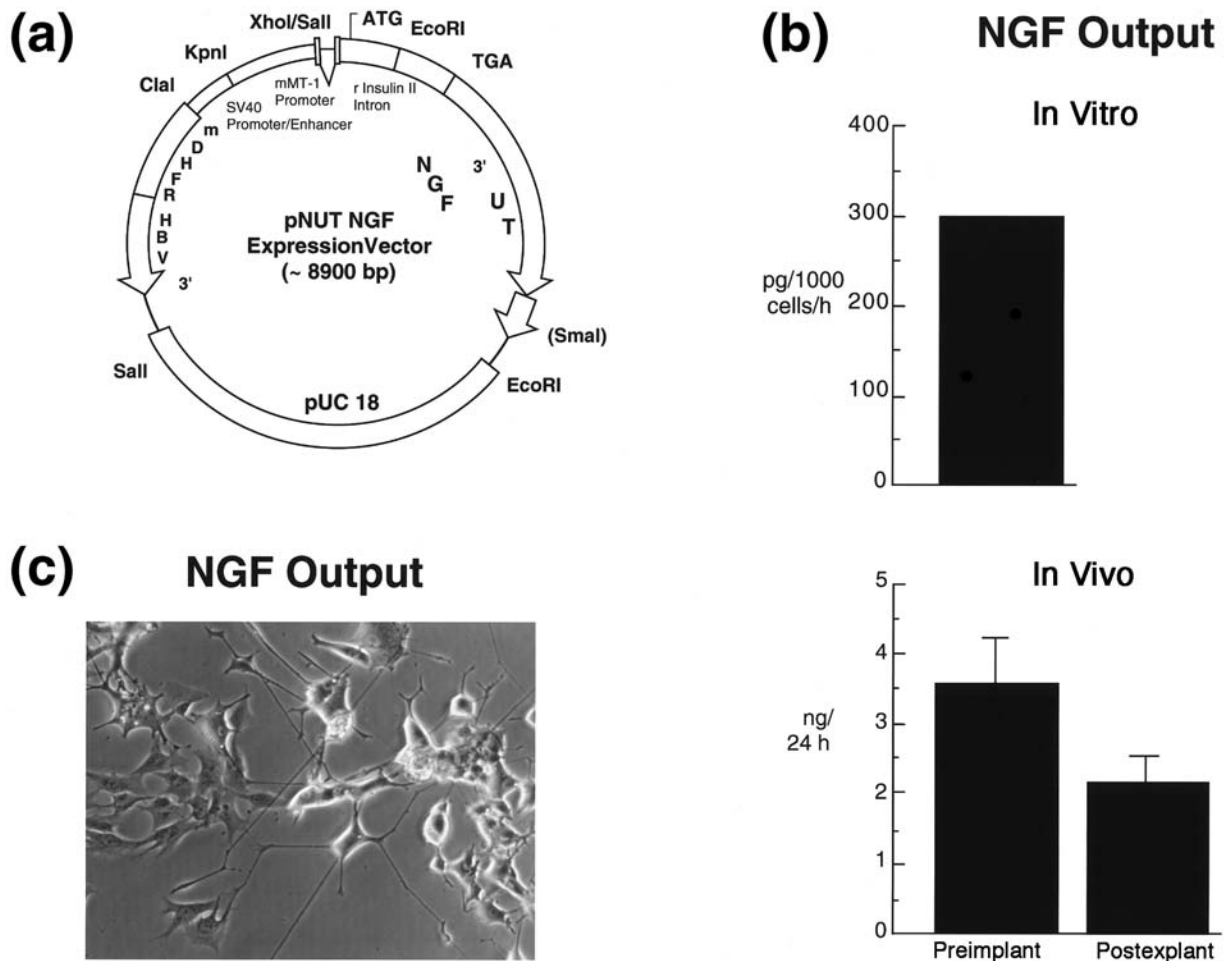 (a)
XhoI/SalI
ATG
EcoRI
TGA
KpnI
ClaI
mMT-1
Promoter
r Insulin II
Intron
SV40
Promoter/Enhancer
m
D
H
F
R
H
B
V
3'
N
G
F
3'
U
T
pNUT NGF
ExpressionVector
(~ 8900 bp)
(SmaI)
SalI
EcoRI
pUC 18
(b)
NGF Output
In Vitro
400
300
pg/1000
cells/h
200
100
0
(c)
NGF Output
In Vivo
5
4
3
ng/
24 h
2
1
0
Preimplant
Postexplant